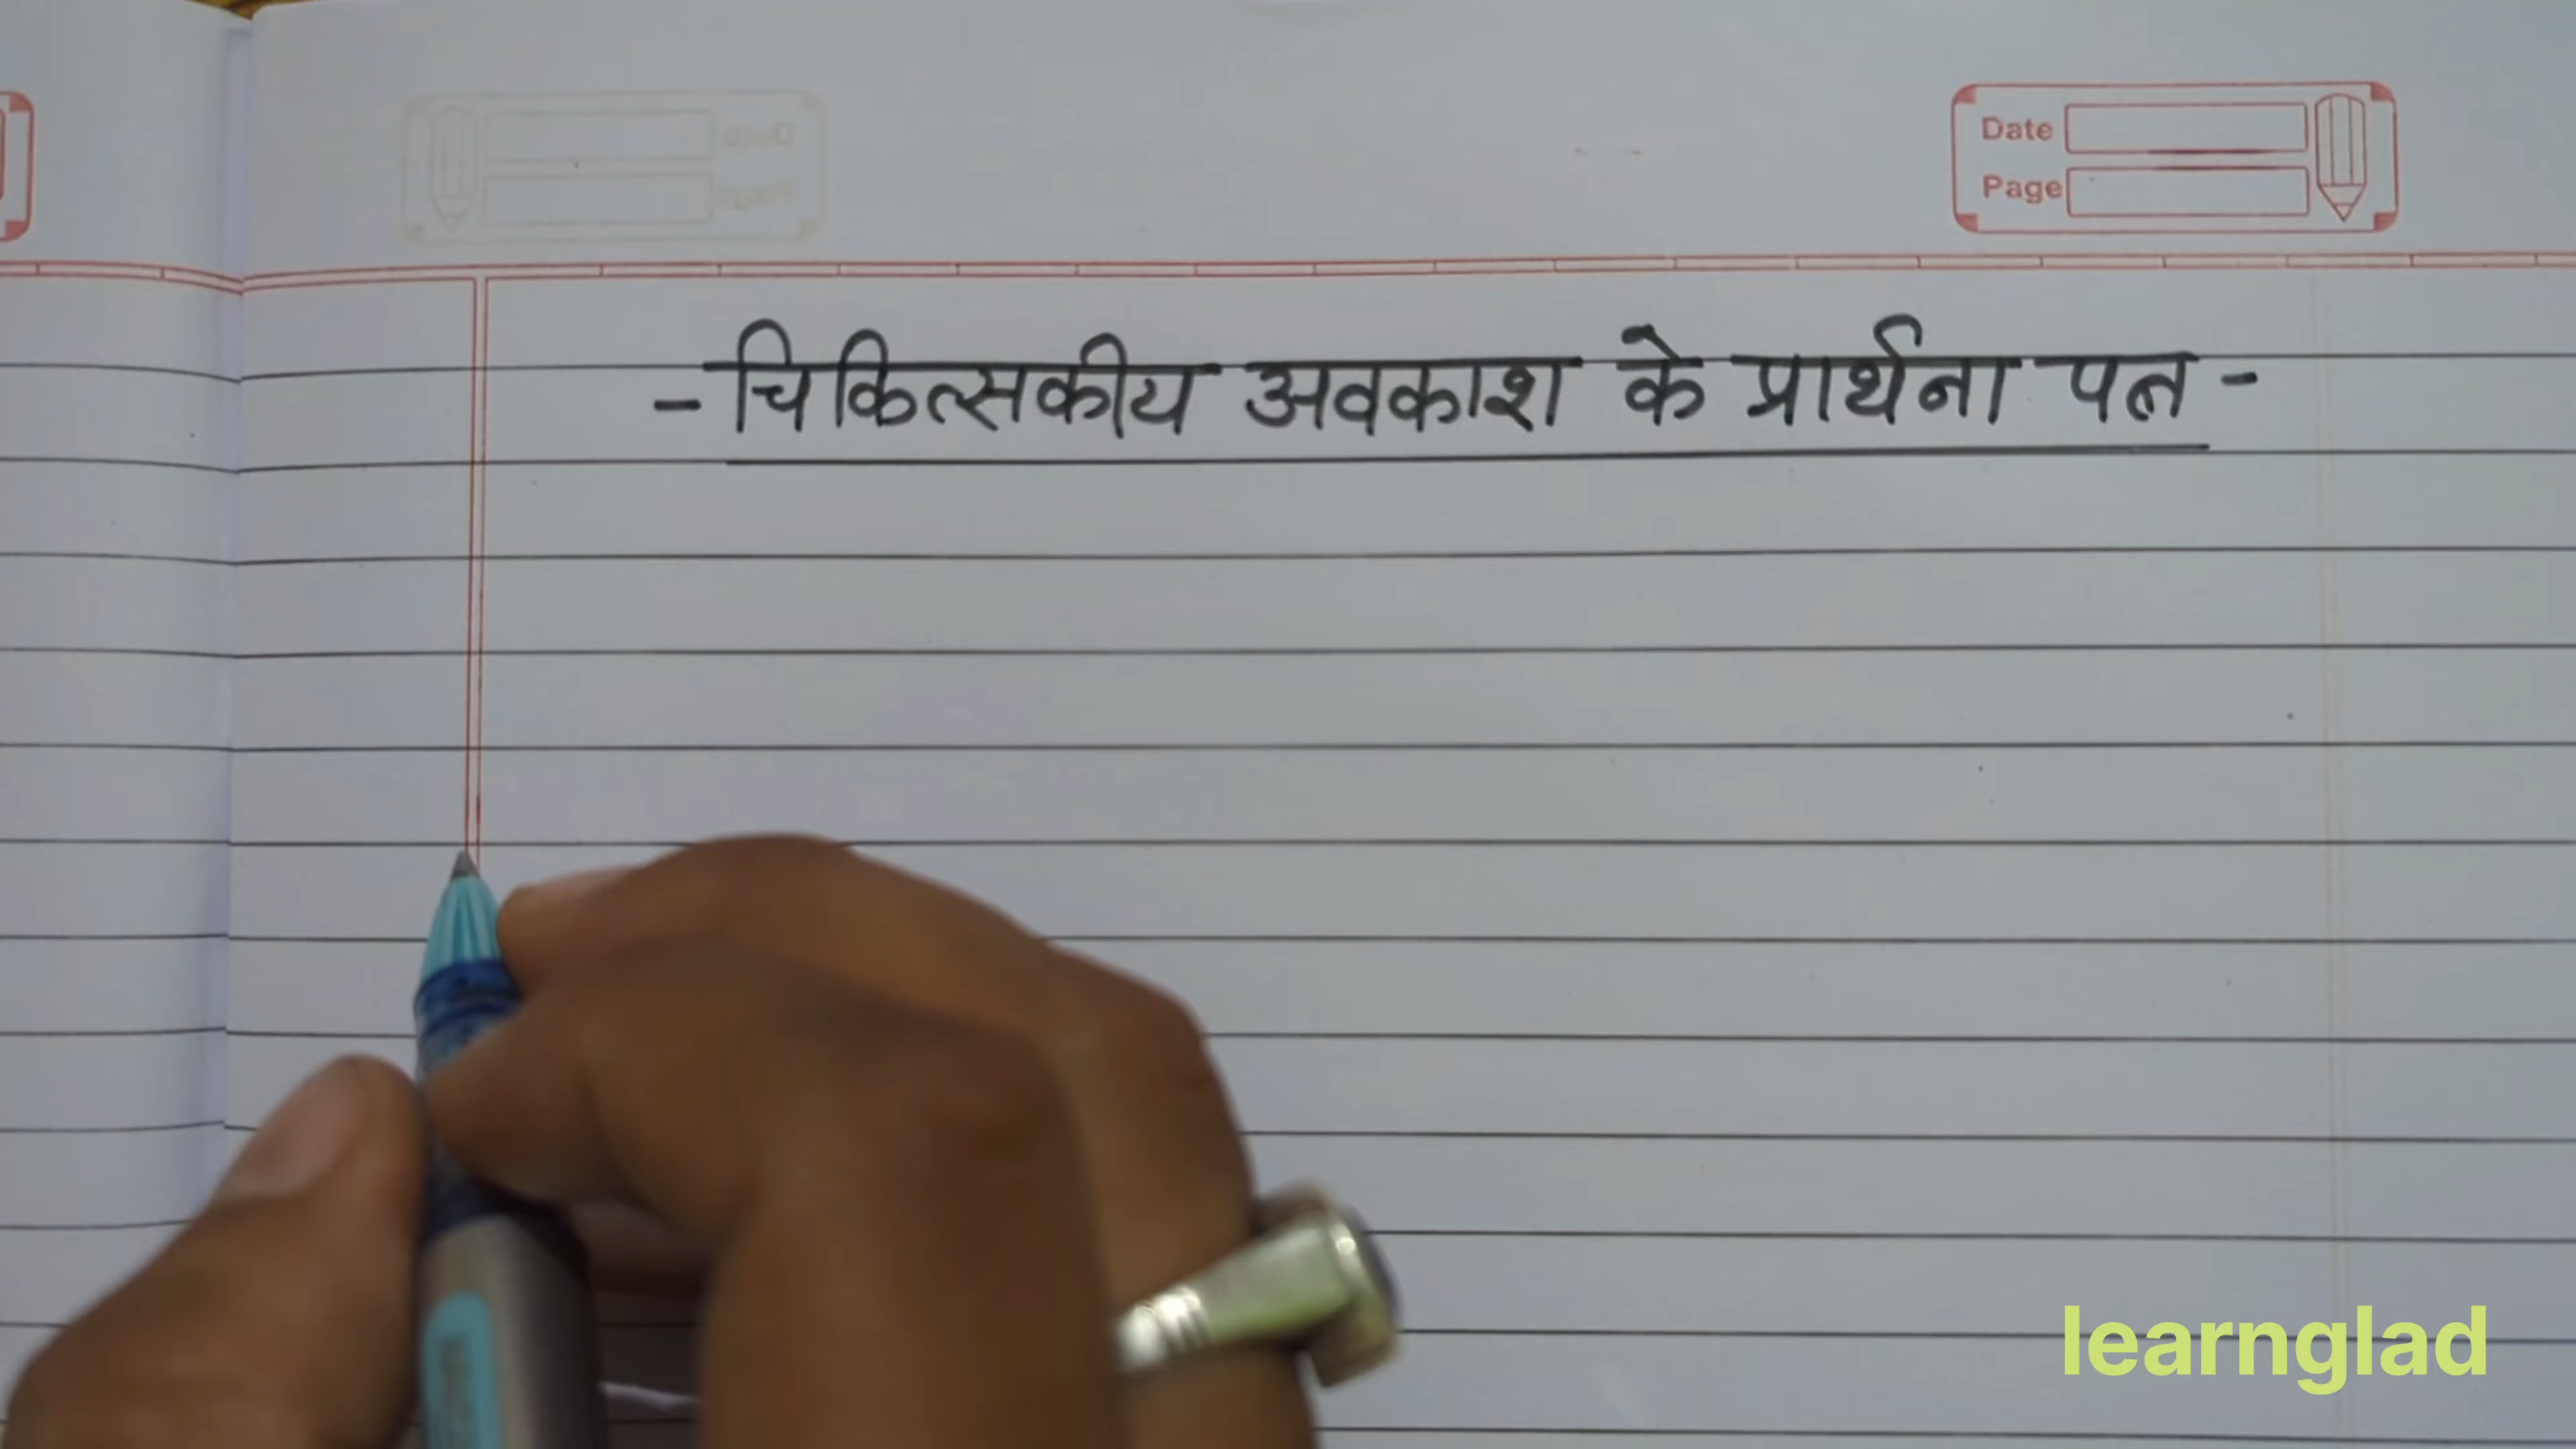 Date
Page
-चिकित्सकीय अवकाश के प्रार्थना पत्र-
learnglad